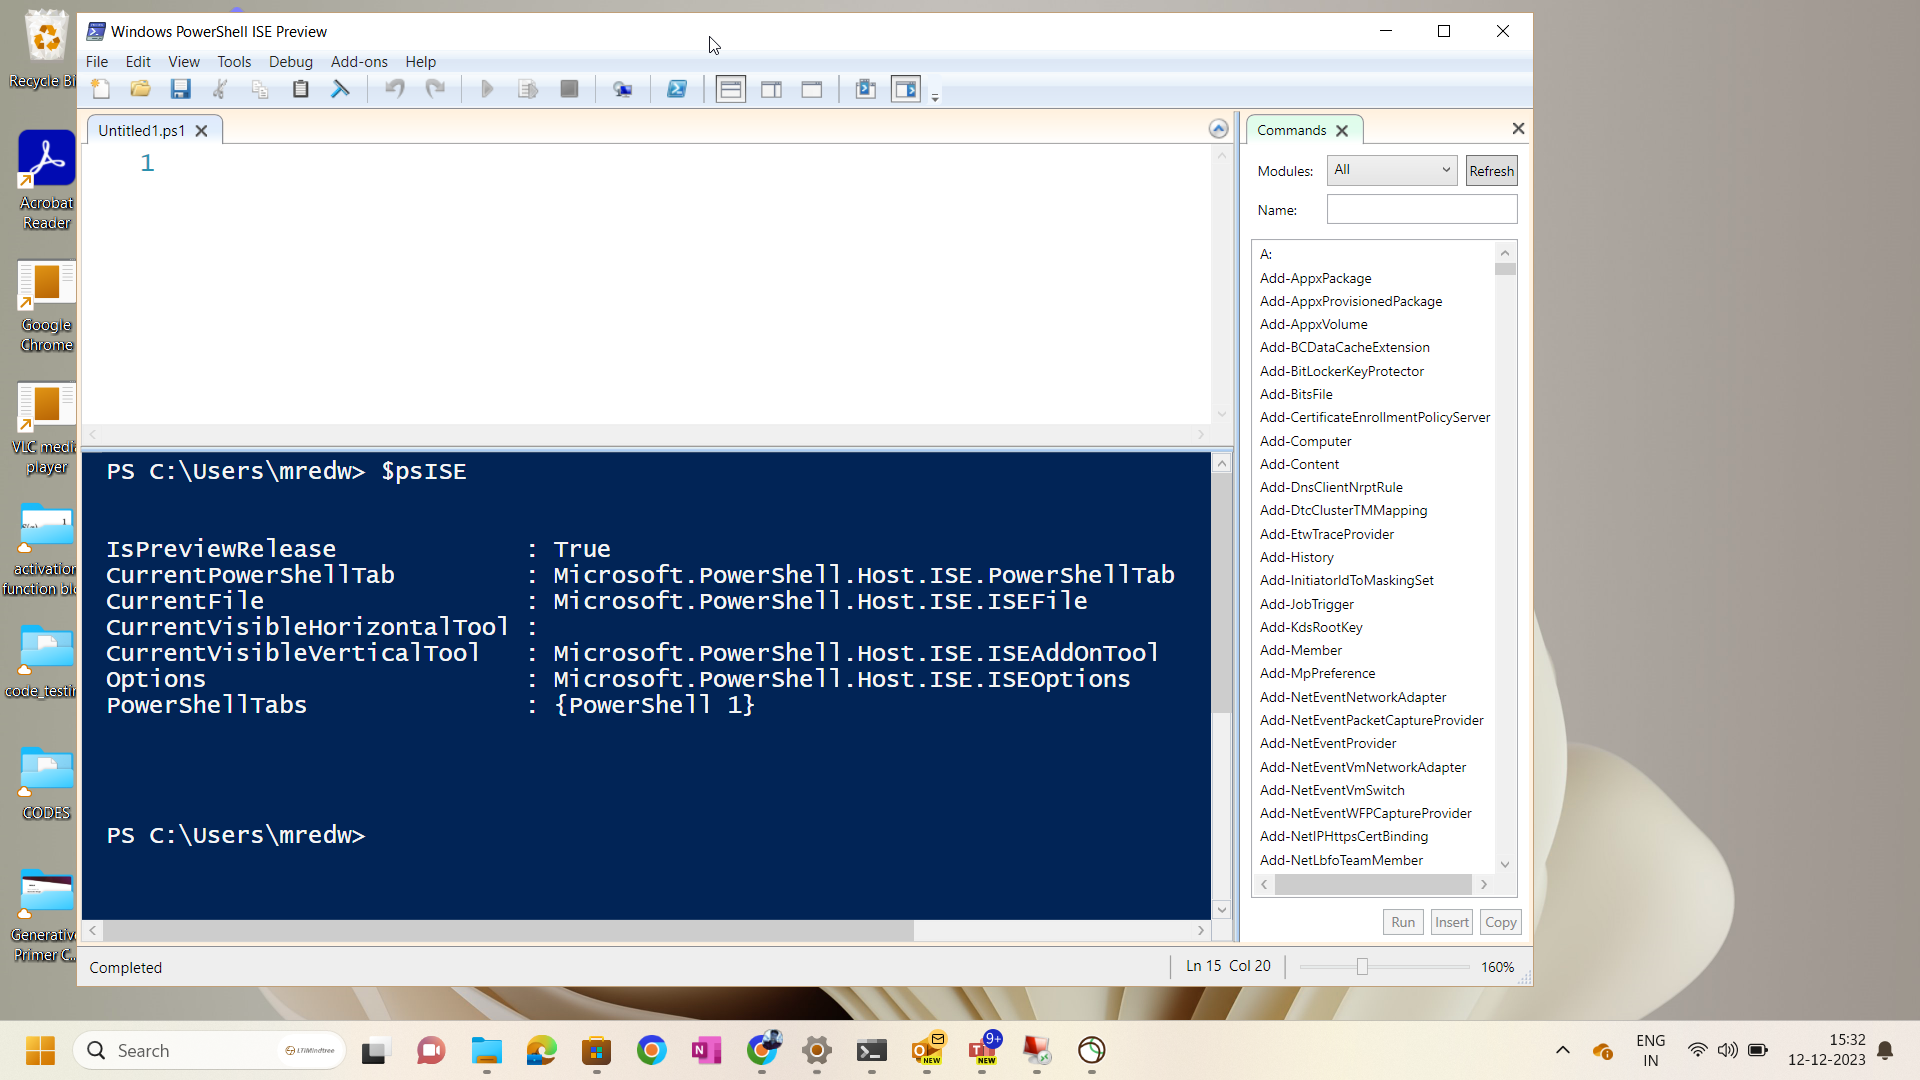 Windows PowerShell ISE Preview
File Edit View Tools Debug Add-ons Help
Untitled1.ps1
1
PS C:\Users\mredw> $psISE
IsPreviewRelease : True
CurrentPowerShellTab : Microsoft.PowerShell.Host.ISE.PowerShellTab
CurrentFile : Microsoft.PowerShell.Host.ISE.ISEFile
CurrentVisibleHorizontalTool :
CurrentVisibleVerticalTool : Microsoft.PowerShell.Host.ISE.ISEAddOnTool
Options : Microsoft.PowerShell.Host.ISE.ISEOptions
PowerShellTabs : {PowerShell 1}
PS C:\Users\mredw>
Completed
Ln 15 Col 20
160%
Commands
Modules: All Refresh
Name:
A:
Add-AppxPackage
Add-AppxProvisionedPackage
Add-AppxVolume
Add-BCDataCacheExtension
Add-BitLockerKeyProtector
Add-BitsFile
Add-CertificateEnrollmentPolicyServer
Add-Computer
Add-Content
Add-DnsClientNrptRule
Add-DtcClusterTMMapping
Add-EtwTraceProvider
Add-History
Add-InitiatorIdToMaskingSet
Add-JobTrigger
Add-KdsRootKey
Add-Member
Add-MpPreference
Add-NetEventNetworkAdapter
Add-NetEventPacketCaptureProvider
Add-NetEventProvider
Add-NetEventVmNetworkAdapter
Add-NetEventVmSwitch
Add-NetEventWFPCaptureProvider
Add-NetIPHttpsCertBinding
Add-NetLbfoTeamMember
Run Insert Copy
Recycle Bi
Acrobat
Reader
Google
Chrome
VLC medi
player
activation
function blo
code_testin
CODES
Generative
Primer C...
Search
LTIMindtree
NEW
9+
NEW
ENG
IN
15:32
12-12-2023